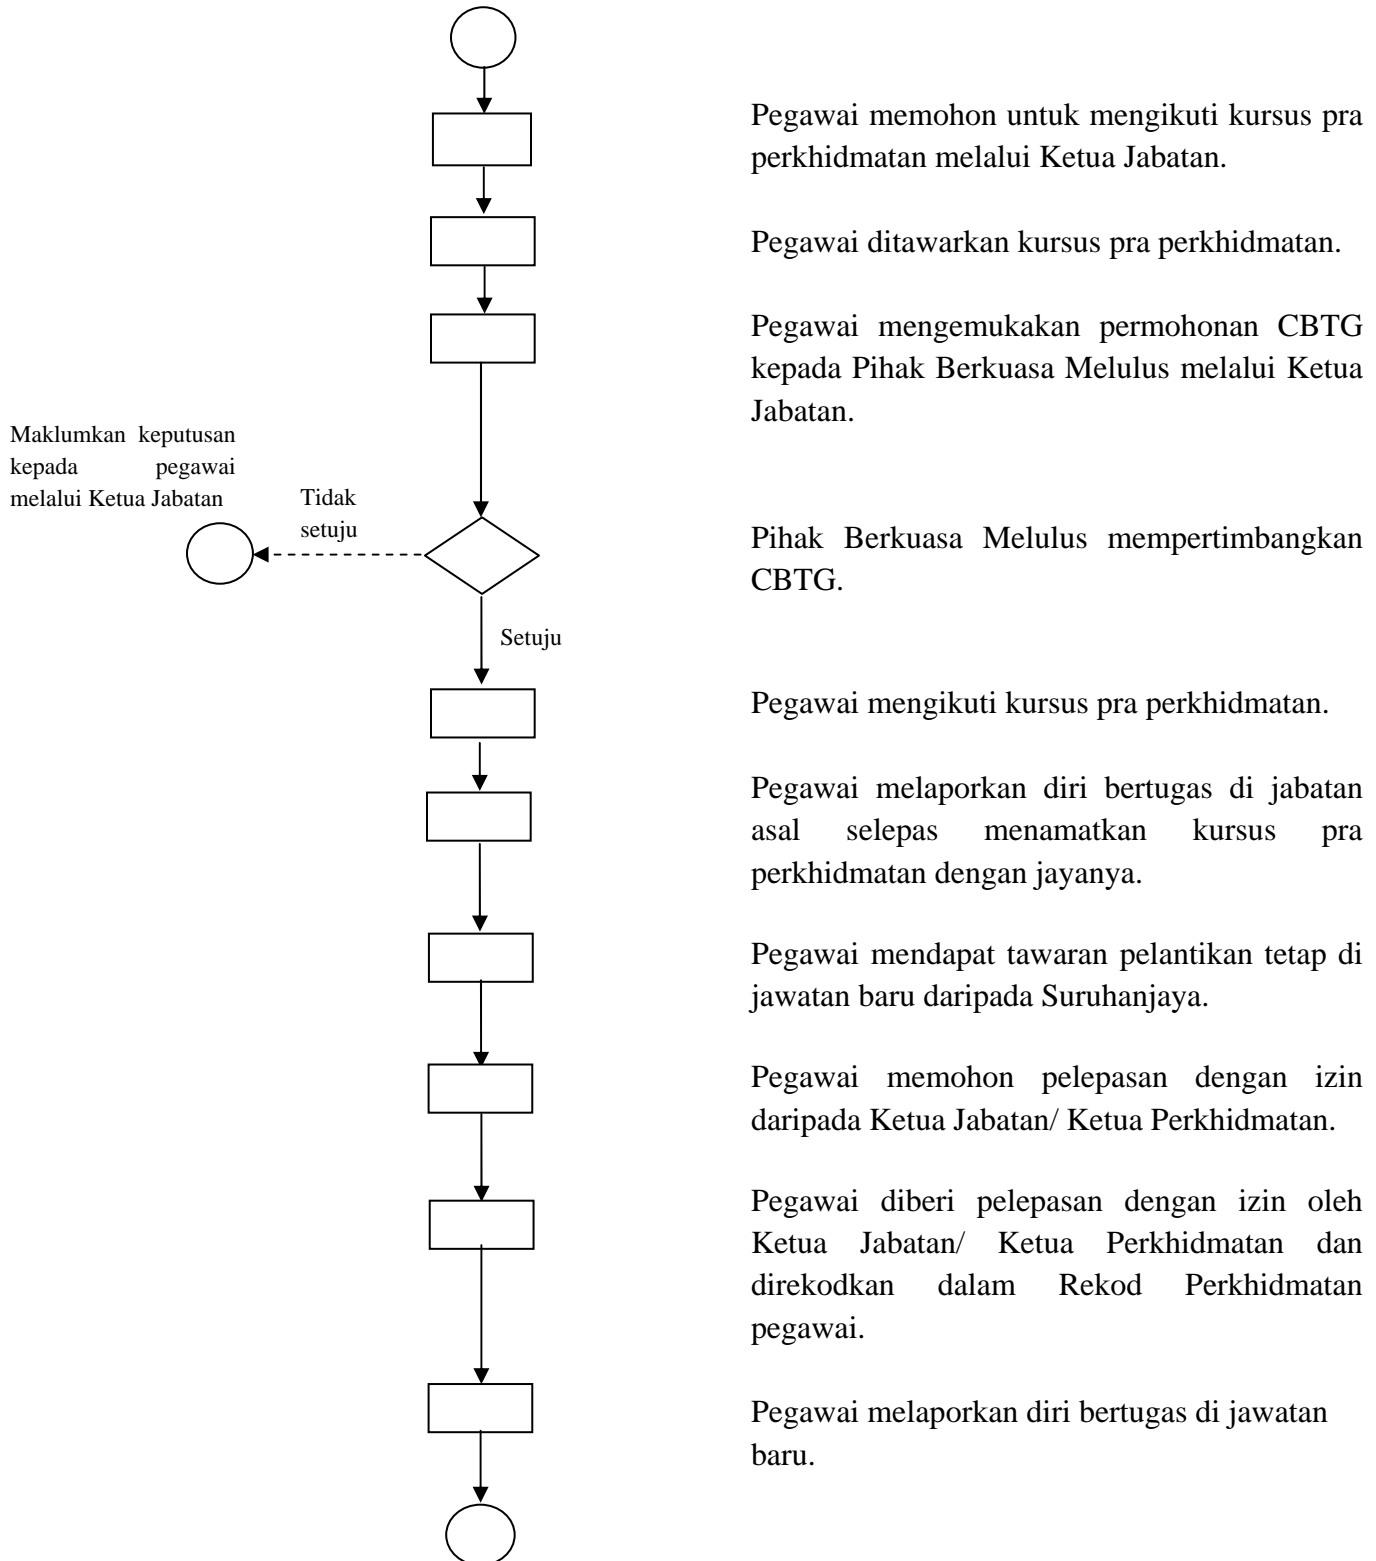 Pegawai memohon untuk mengikuti kursus pra
perkhidmatan melalui Ketua Jabatan.
Pegawai ditawarkan kursus pra perkhidmatan.
Pegawai mengemukakan permohonan CBTG
kepada Pihak Berkuasa Melulus melalui Ketua
Jabatan.
Maklumkan keputusan
kepada pegawai
melalui Ketua Jabatan
Tidak
setuju
Pihak Berkuasa Melulus mempertimbangkan
CBTG.
Setuju
Pegawai mengikuti kursus pra perkhidmatan.
Pegawai melaporkan diri bertugas di jabatan
asal selepas menamatkan kursus pra
perkhidmatan dengan jayanya.
Pegawai mendapat tawaran pelantikan tetap di
jawatan baru daripada Suruhanjaya.
Pegawai memohon pelepasan dengan izin
daripada Ketua Jabatan/ Ketua Perkhidmatan.
Pegawai diberi pelepasan dengan izin oleh
Ketua Jabatan/ Ketua Perkhidmatan dan
direkodkan dalam Rekod Perkhidmatan
pegawai.
Pegawai melaporkan diri bertugas di jawatan
baru.